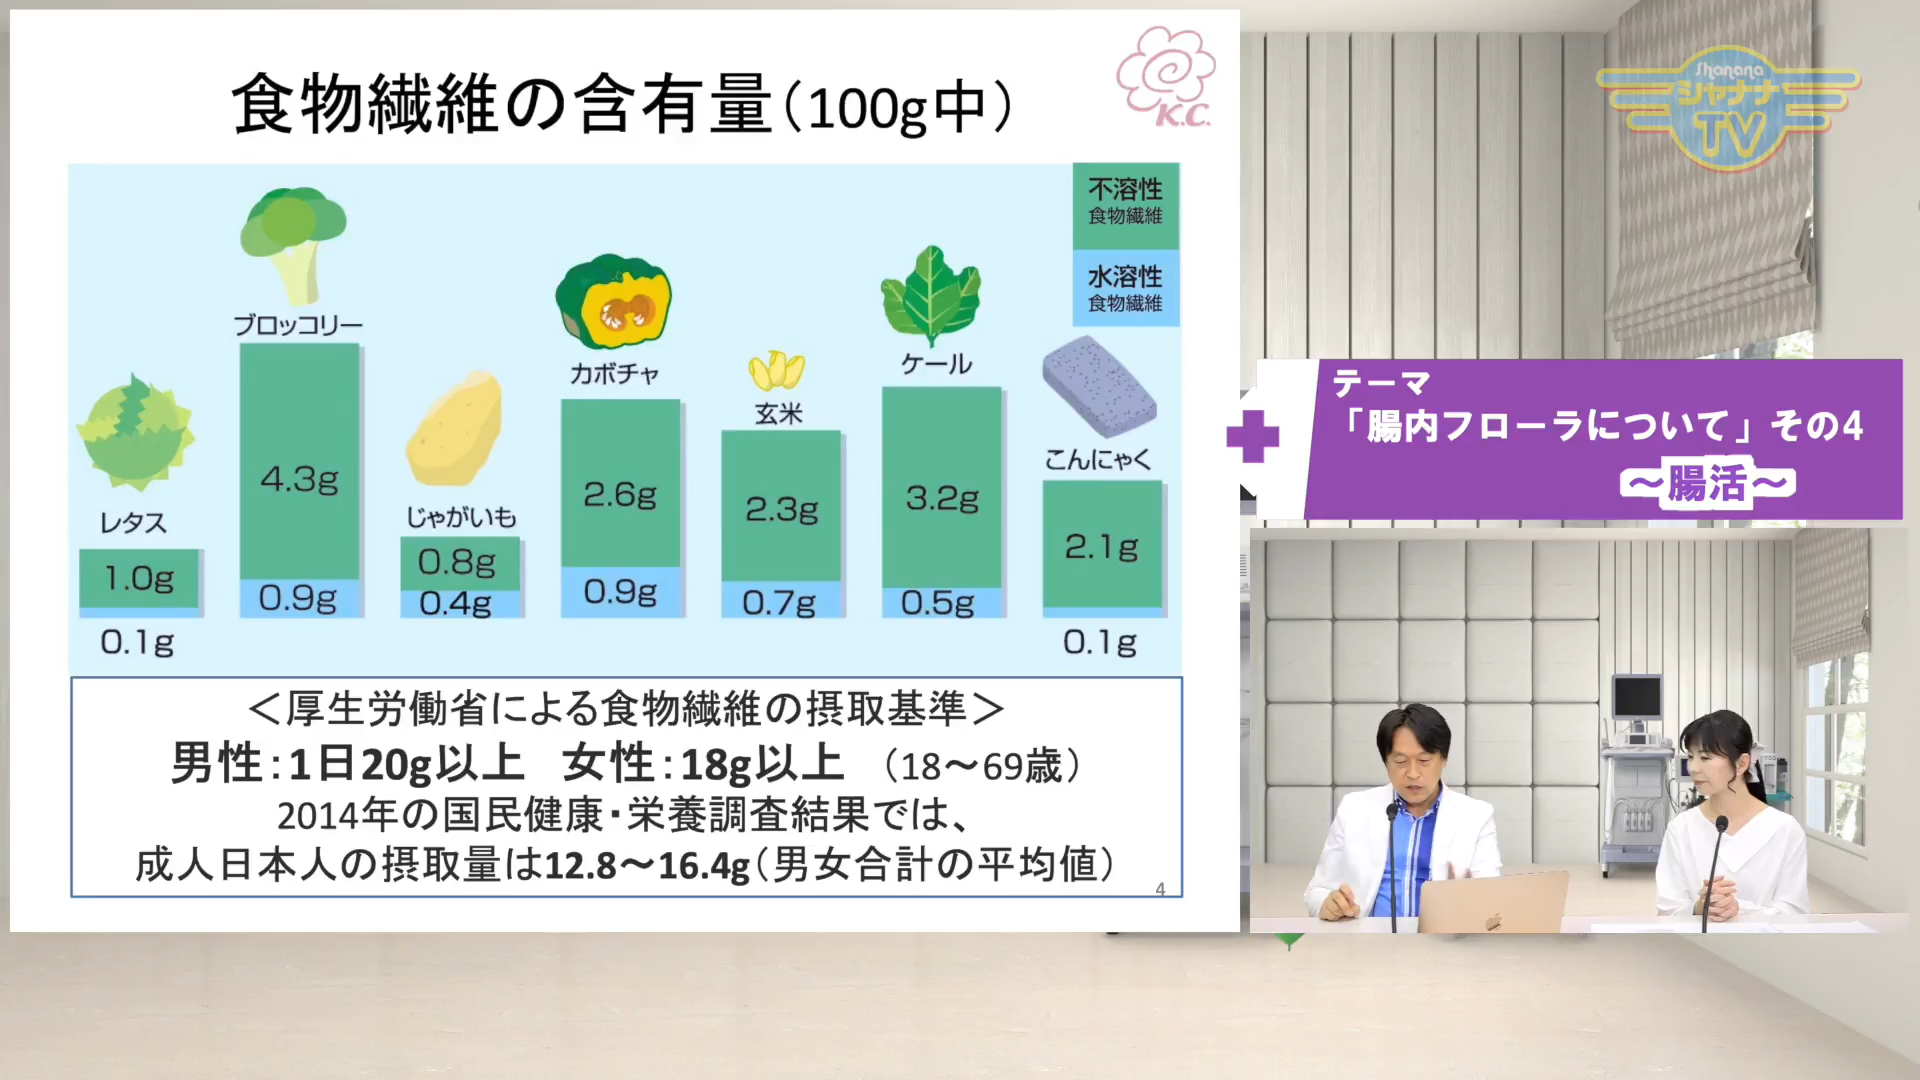 食物繊維の含有量（100g中）
K.C.
不溶性
食物繊維
水溶性
食物繊維
ブロッコリー
カボチャ
ケール
玄米
こんにゃく
じゃがいも
レタス
1.0g
4.3g
0.8g
2.6g
2.3g
3.2g
2.1g
0.1g
0.9g
0.4g
0.9g
0.7g
0.5g
0.1g
＜厚生労働省による食物繊維の摂取基準＞
男性：1日20g以上　女性：18g以上　（18〜69歳）
2014年の国民健康・栄養調査結果では、
成人日本人の摂取量は12.8〜16.4g（男女合計の平均値）
4
Shanana
シャナナ
TV
テーマ
「腸内フローラについて」その4
〜腸活〜